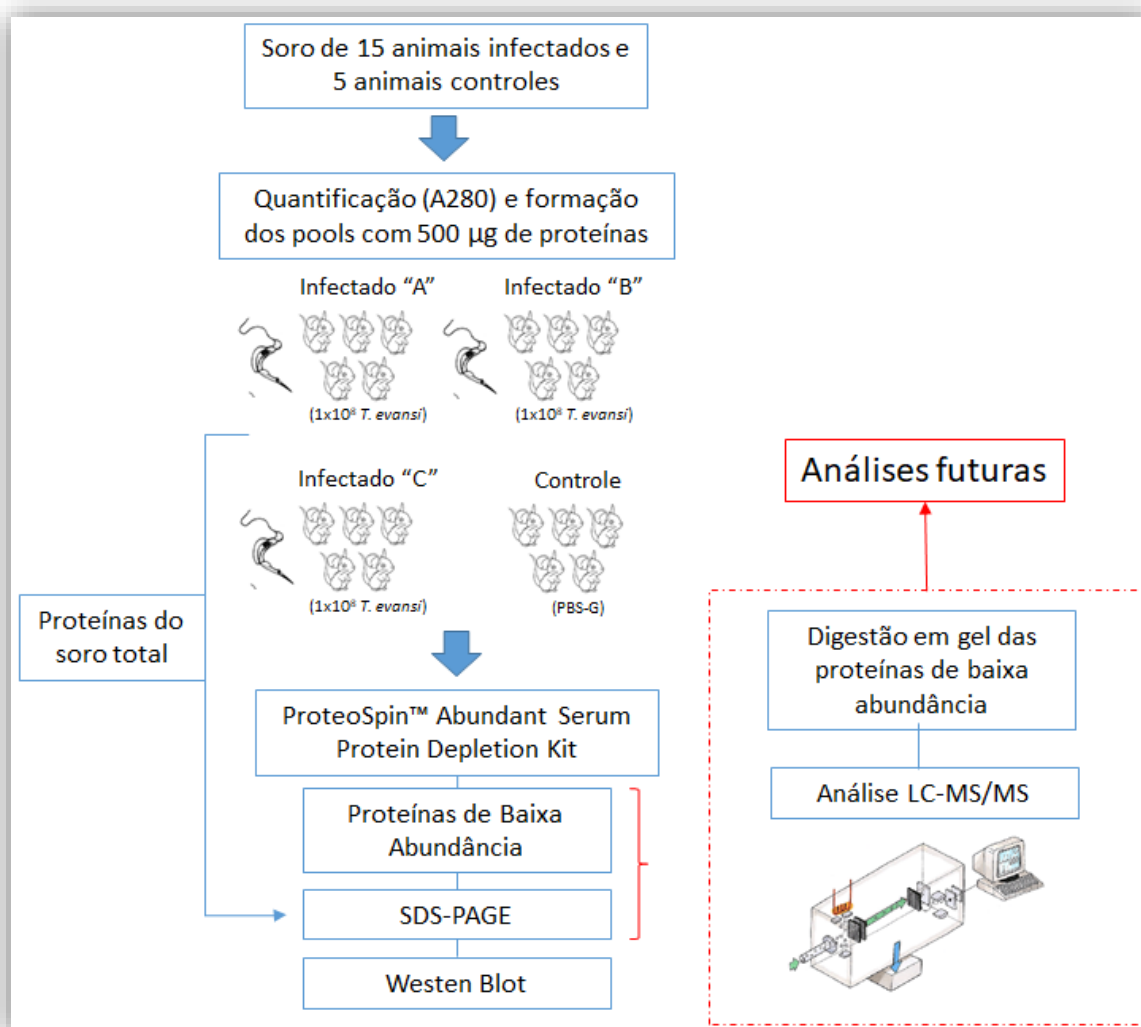 Soro de 15 animais infectados e
5 animais controles
Quantificação (A280) e formação
dos pools com 500 µg de proteínas
Infectado “A”
Infectado “B”
(1x10⁸ T. evansi)
(1x10⁸ T. evansi)
Infectado “C”
Controle
(1x10⁸ T. evansi)
(PBS-G)
Proteínas do
soro total
ProteoSpin™ Abundant Serum
Protein Depletion Kit
Proteínas de Baixa
Abundância
SDS-PAGE
Westen Blot
Análises futuras
Digestão em gel das
proteínas de baixa
abundância
Análise LC-MS/MS